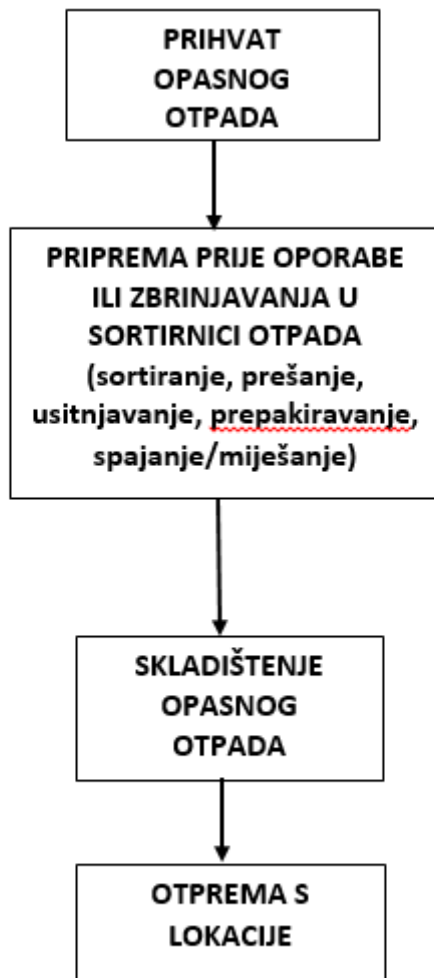 PRIHVAT
OPASNOG
OTPADA
PRIPREMA PRIJE OPORABE
ILI ZBRINJAVANJA U
SORTIRNICI OTPADA
(sortiranje, prešanje,
usitnjavanje, prepakiravanje,
spajanje/miješanje)
SKLADIŠTENJE
OPASNOG
OTPADA
OTPREMA S
LOKACIJE